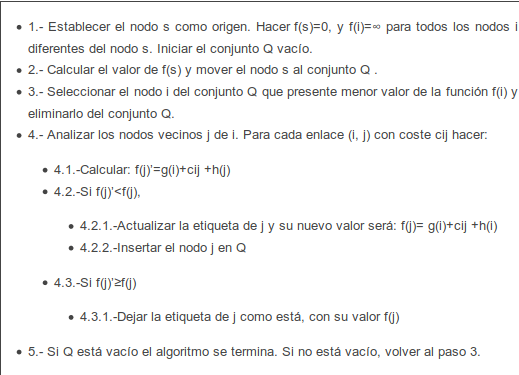 1.- Establecer el nodo s como origen. Hacer f(s)=0, y f(i)=∞ para todos los nodos i
diferentes del nodo s. Iniciar el conjunto Q vacío.
2.- Calcular el valor de f(s) y mover el nodo s al conjunto Q .
3.- Seleccionar el nodo i del conjunto Q que presente menor valor de la función f(i) y
eliminarlo del conjunto Q.
4.- Analizar los nodos vecinos j de i. Para cada enlace (i, j) con coste cij hacer:
4.1.-Calcular: f(j)'=g(i)+cij +h(j)
4.2.-Si f(j)'<f(j),
4.2.1.-Actualizar la etiqueta de j y su nuevo valor será: f(j)= g(i)+cij +h(i)
4.2.2.-Insertar el nodo j en Q
4.3.-Si f(j)'≥f(j)
4.3.1.-Dejar la etiqueta de j como está, con su valor f(j)
5.- Si Q está vacío el algoritmo se termina. Si no está vacío, volver al paso 3.